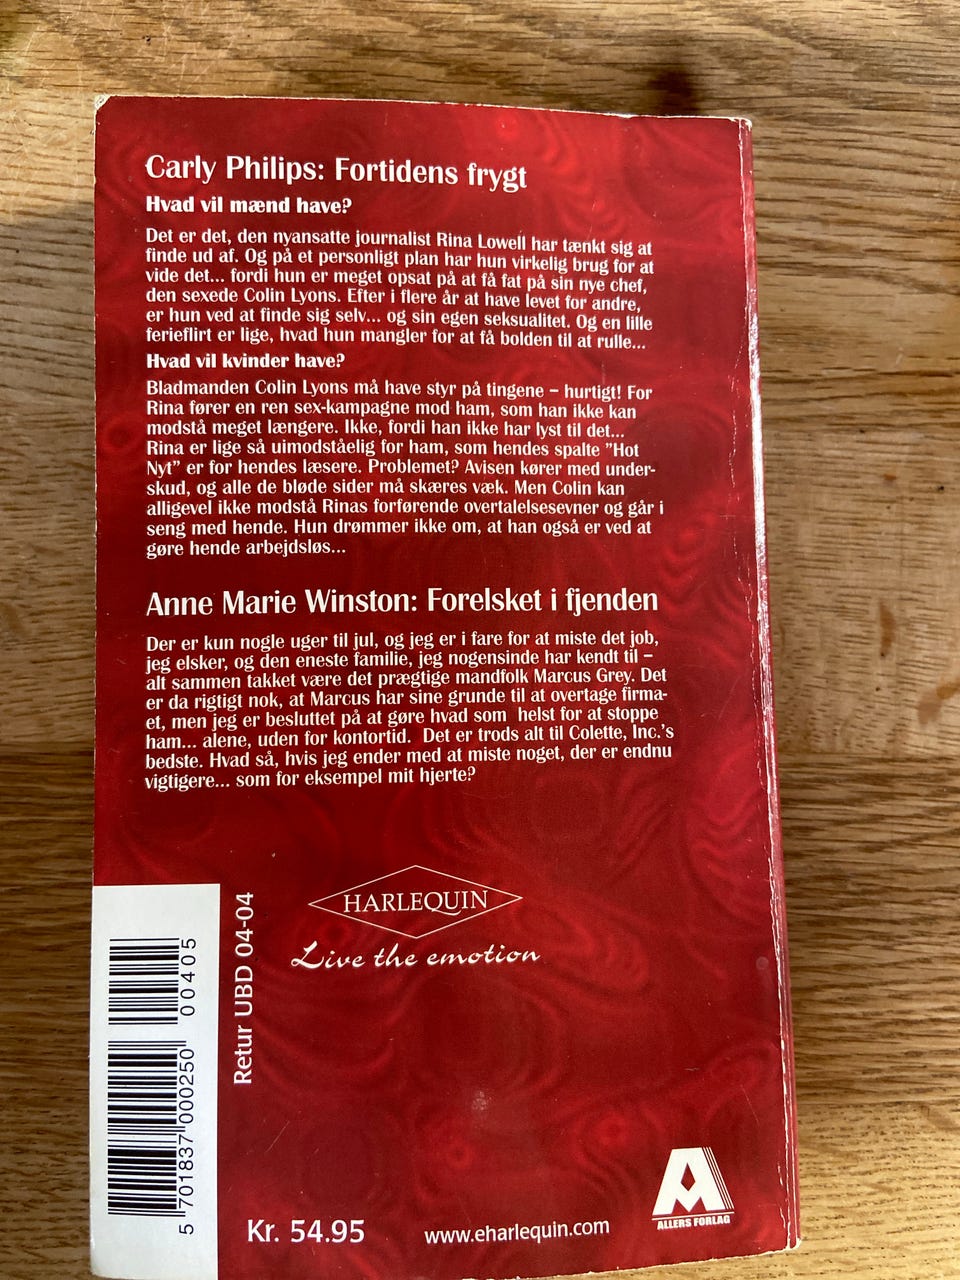 Carly Philips: Fortidens frygt
Hvad vil mænd have?
Det er det, den nyansatte journalist Rina Lowell har tænkt sig at
finde ud af. Og på et personligt plan har hun virkelig brug for at
vide det... fordi hun er meget opsat på at få fat på sin nye chef,
den sexede Colin Lyons. Efter i flere år at have levet for andre,
er hun ved at finde sig selv... og sin egen seksualitet. Og en lille
ferieflirt er lige, hvad hun mangler for at få bolden til at rulle...
Hvad vil kvinder have?
Bladmanden Colin Lyons må have styr på tingene – hurtigt! For
Rina fører en ren sex-kampagne mod ham, som han ikke kan
modstå meget længere. Ikke, fordi han ikke har lyst til det...
Rina er lige så uimodståelig for ham, som hendes spalte ”Hot
Nyt” er for hendes læsere. Problemet? Avisen kører med under-
skud, og alle de bløde sider må skæres væk. Men Colin kan
alligevel ikke modstå Rinas forførende overtalelsesevner og går i
seng med hende. Hun drømmer ikke om, at han også er ved at
gøre hende arbejdsløs...
Anne Marie Winston: Forelsket i fjenden
Der er kun nogle uger til jul, og jeg er i fare for at miste det job,
jeg elsker, og den eneste familie, jeg nogensinde har kendt til –
alt sammen takket være det prægtige mandfolk Marcus Grey. Det
er da rigtigt nok, at Marcus har sine grunde til at overtage firma-
et, men jeg er besluttet på at gøre hvad som helst for at stoppe
ham... alene, uden for kontortid. Det er trods alt til Colette, Inc.'s
bedste. Hvad så, hvis jeg ender med at miste noget, der er endnu
vigtigere... som for eksempel mit hjerte?
HARLEQUIN
Live the emotion
Retur UBD 04-04
00405
5 701837 000250
Kr. 54.95
www.eharlequin.com
A
ALLERS FORLAG